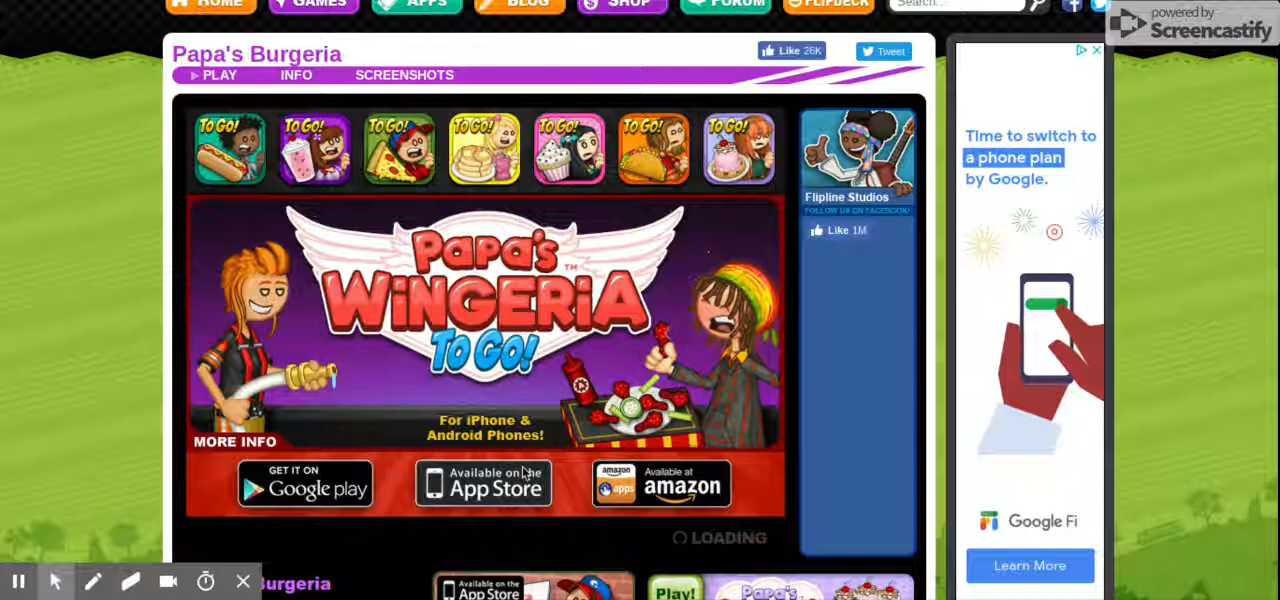 HOME GAMES APPS BLOG SHOP FORUM FLIPDECK Search...
powered by
Screencastify
Papa's Burgeria
Like 26K Tweet
PLAY INFO SCREENSHOTS
TO GO! TO GO! TO GO! TO GO! TO GO! TO GO! TO GO!
Flipline Studios
FOLLOW US ON FACEBOOK!
Like 1M
Time to switch to
a phone plan
by Google.
Papa's™
WiNGERiA
TO GO!
For iPhone &
Android Phones!
MORE INFO
GET IT ON
Google play
Available on the
App Store
amazon
apps
Available at
amazon
LOADING
Google Fi
Learn More
Burgeria
Available on the
Play!
Papa's